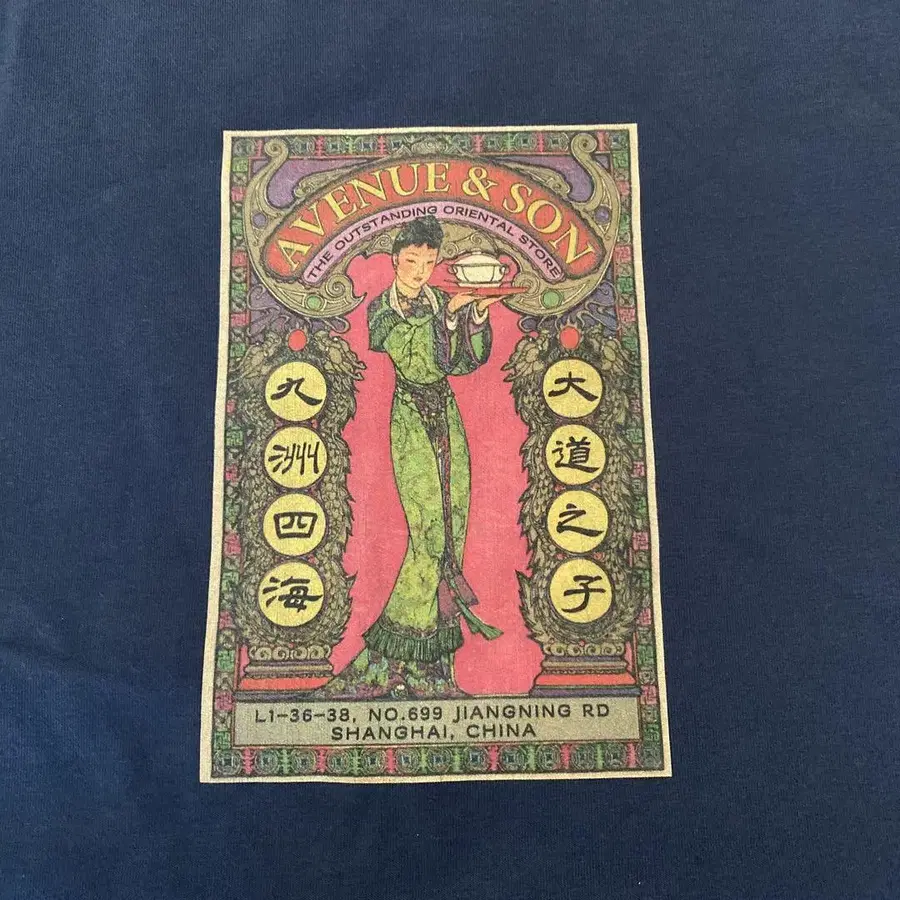 AVENUE & SON
THE OUTSTANDING ORIENTAL STORE
大道之子
九洲四海
L1-36-38, NO.699 JIANGNING RD
SHANGHAI, CHINA